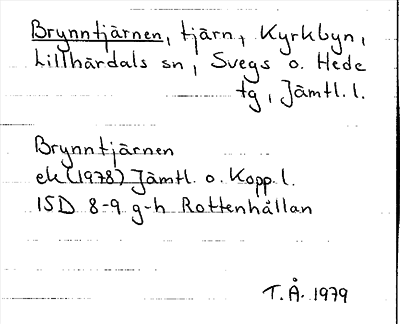 Brynntjärnen, tjärn, Kyrkbyn,
Lillhärdals sn, Svegs o. Hede
tg, Jämtl. l.
Brynntjärnen
ek (1978) Jämtl. o. Kopp. l.
15D 8-9 g-h Rottenhållan
T. Å. 1979